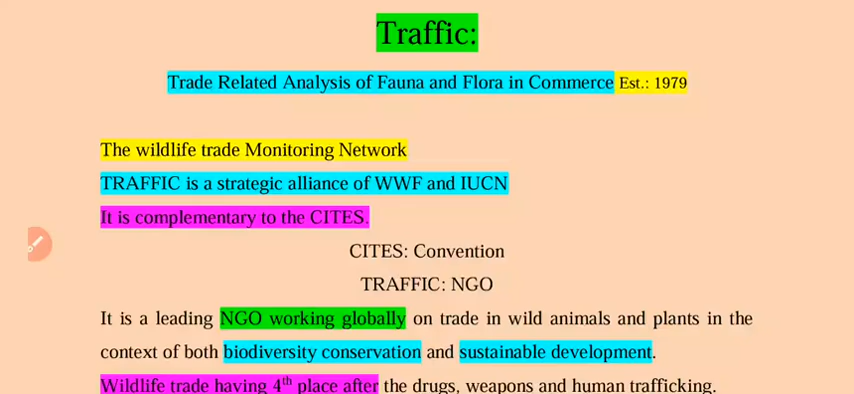 Traffic:
Trade Related Analysis of Fauna and Flora in Commerce Est.: 1979
The wildlife trade Monitoring Network
TRAFFIC is a strategic alliance of WWF and IUCN
It is complementary to the CITES.
CITES: Convention
TRAFFIC: NGO
It is a leading NGO working globally on trade in wild animals and plants in the
context of both biodiversity conservation and sustainable development.
Wildlife trade having 4th place after the drugs, weapons and human trafficking.